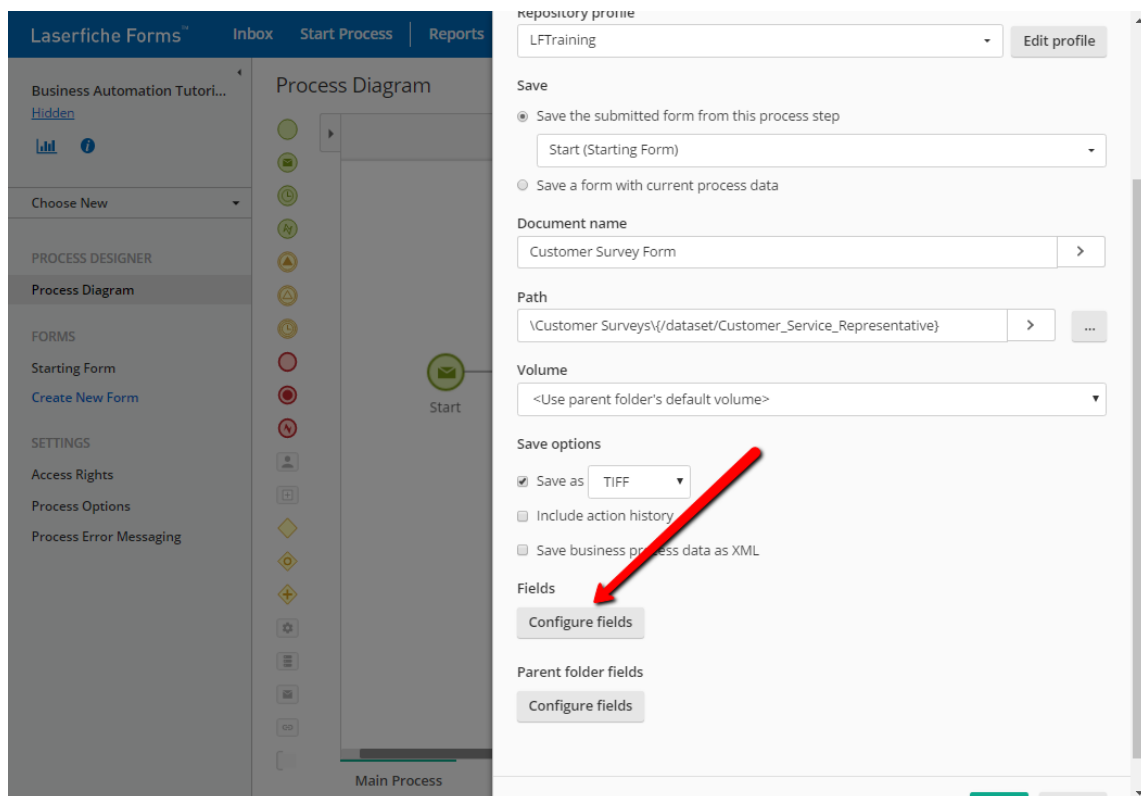 Laserfiche Forms™ Inbox Start Process Reports
Business Automation Tutori...
Hidden
Choose New
PROCESS DESIGNER
Process Diagram
FORMS
Starting Form
Create New Form
SETTINGS
Access Rights
Process Options
Process Error Messaging
Process Diagram
Start
Main Process
Repository profile
LFTraining
Edit profile
Save
Save the submitted form from this process step
Start (Starting Form)
Save a form with current process data
Document name
Customer Survey Form
>
Path
\Customer Surveys\{/dataset/Customer_Service_Representative}
>
...
Volume
<Use parent folder's default volume>
Save options
Save as TIFF
Include action history
Save business process data as XML
Fields
Configure fields
Parent folder fields
Configure fields